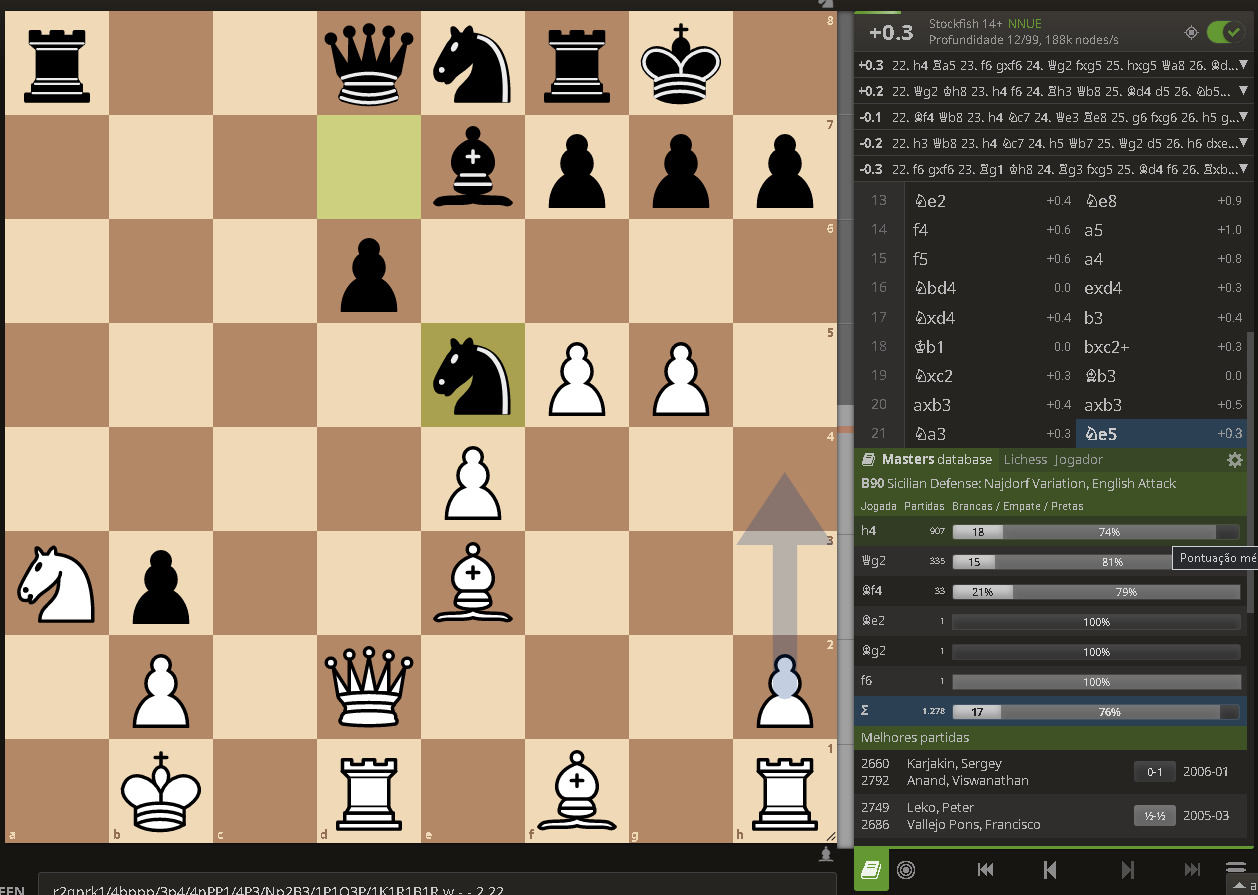 8
7
6
5
4
3
2
1
a b c d e f g h
+0.3 Stockfish 14+ NNUE
Profundidade 12/99, 188k nodes/s
+0.3 22. h4 ♖a5 23. f6 gxf6 24. ♕g2 fxg5 25. hxg5 ♕a8 26. ♗d...
+0.2 22. ♕g2 ♔h8 23. h4 f6 24. ♖h3 ♕b8 25. ♗d4 d5 26. ♘b5...
-0.1 22. ♗f4 ♕b8 23. h4 ♘c7 24. ♕e3 ♖e8 25. g6 fxg6 26. h5 g...
-0.2 22. h3 ♕b8 23. h4 ♘c7 24. h5 ♕b7 25. ♕g2 d5 26. h6 dxe...
-0.3 22. f6 gxf6 23. ♖g1 ♔h8 24. ♖g3 fxg5 25. ♗d4 f6 26. ♖xb...
13 ♘e2 +0.4 ♘e8 +0.9
14 f4 +0.6 a5 +1.0
15 f5 +0.6 a4 +0.8
16 ♘bd4 0.0 exd4 +0.3
17 ♘xd4 +0.4 b3 +0.4
18 ♔b1 0.0 bxc2+ +0.3
19 ♘xc2 +0.3 ♗b3 0.0
20 axb3 +0.4 axb3 +0.5
21 ♘a3 +0.3 ♘e5 +0.3
Masters database Lichess Jogador
B90 Sicilian Defense: Najdorf Variation, English Attack
Jogada Partidas Brancas / Empate / Pretas
h4 907 18 74%
♕g2 335 15 81%
Pontuação mé
♗f4 33 21% 79%
♗e2 1 100%
♗g2 1 100%
f6 1 100%
Σ 1.278 17 76%
Melhores partidas
2660 Karjakin, Sergey
2792 Anand, Viswanathan
0-1 2006-01
2749 Leko, Peter
2686 Vallejo Pons, Francisco
½-½ 2005-03
FEN r2qnrk1/4bppp/3p4/4nPP1/4P3/Np2B3/1P1Q3P/1K1R1B1R w - - 2 22